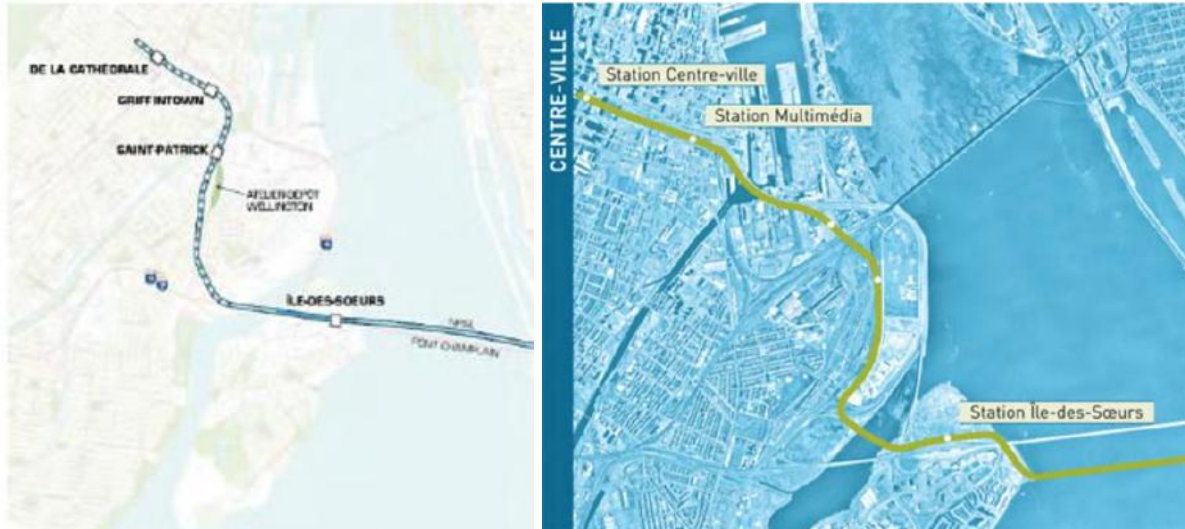 DE LA CATHÉDRALE
GRIFFINTOWN
SAINT-PATRICK
ATELIER-DÉPÔT
WELLINGTON
ÎLE-DES-SOEURS
PONT CHAMPLAIN
CENTRE-VILLE
Station Centre-ville
Station Multimédia
Station Île-des-Sœurs